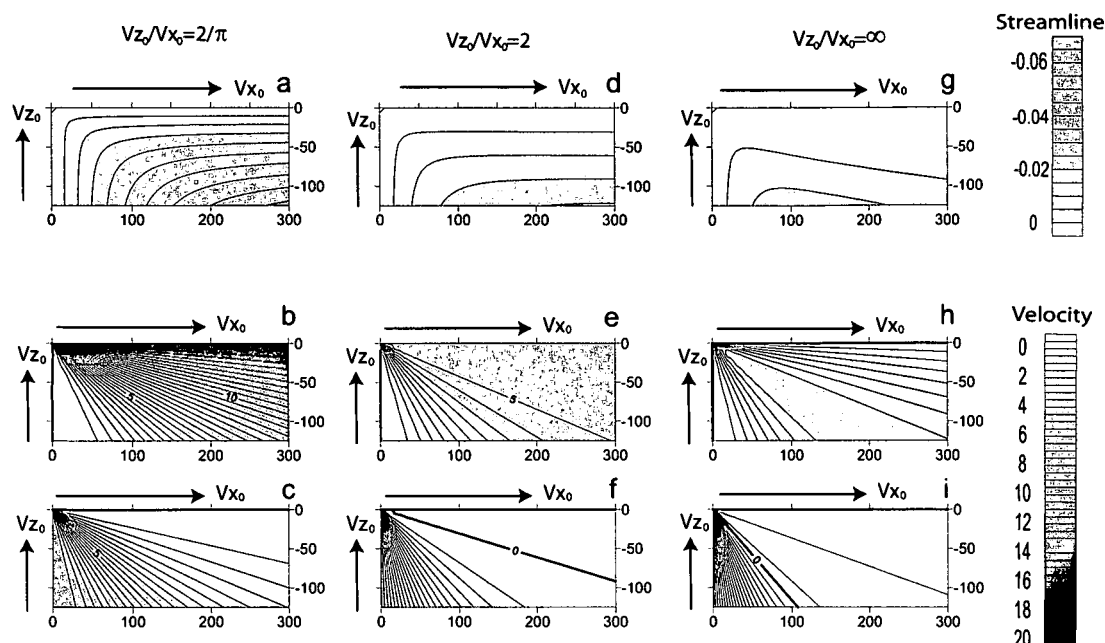 Vz₀/Vx₀=2/π
Vz₀/Vx₀=2
Vz₀/Vx₀=∞
Streamline
-0.06
-0.04
-0.02
0
Vx₀ a
Vz₀
0
-50
-100
0 100 200 300
Vx₀ d
Vz₀
0
-50
-100
0 100 200 300
Vx₀ g
Vz₀
0
-50
-100
0 100 200 300
Velocity
0
2
4
6
8
10
12
14
16
18
20
Vx₀ b
Vz₀
0
-50
-100
5
10
0 100 200 300
Vx₀ e
Vz₀
0
-50
-100
5
0 100 200 300
Vx₀ h
Vz₀
0
-50
-100
0 100 200 300
Vx₀ c
Vz₀
0
-50
-100
5
0 100 200 300
Vx₀ f
Vz₀
0
-50
-100
0
0 100 200 300
Vx₀ i
Vz₀
0
-50
-100
0
0 100 200 300